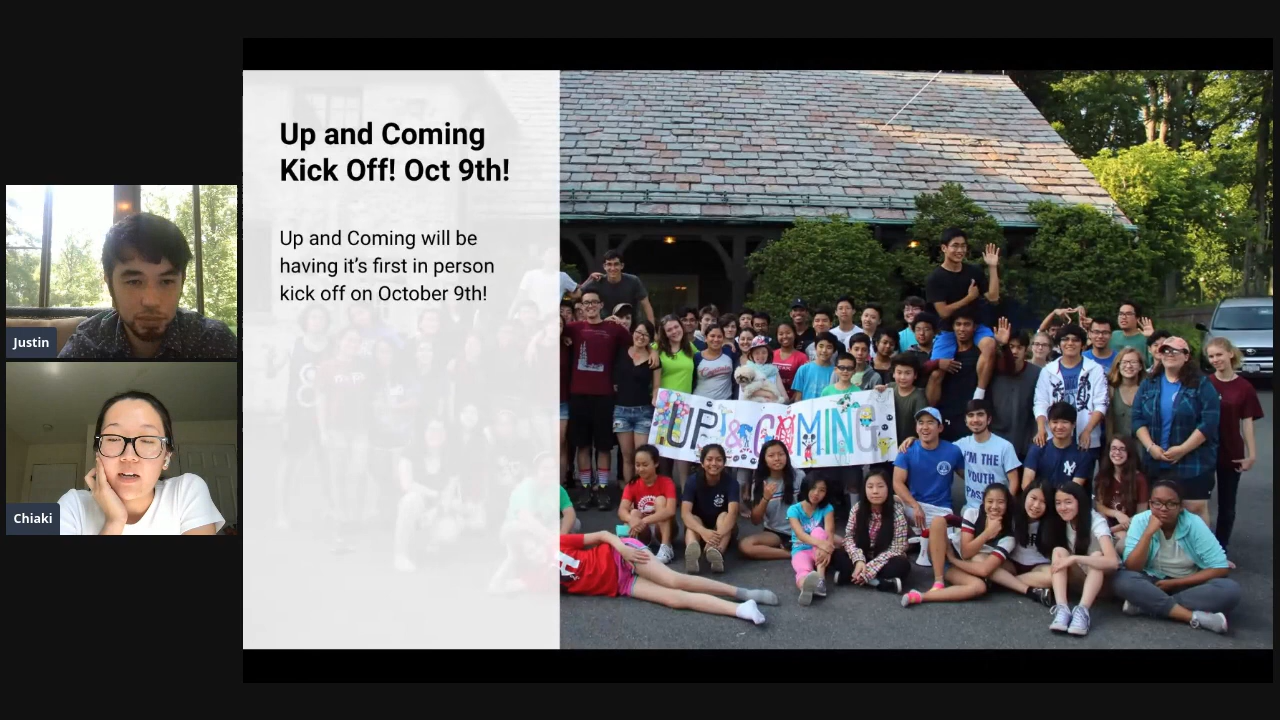 Up and Coming
Kick Off! Oct 9th!
Up and Coming will be
having it's first in person
kick off on October 9th!
Justin
Chiaki
UP & COMING
I'M THE
YOUTH